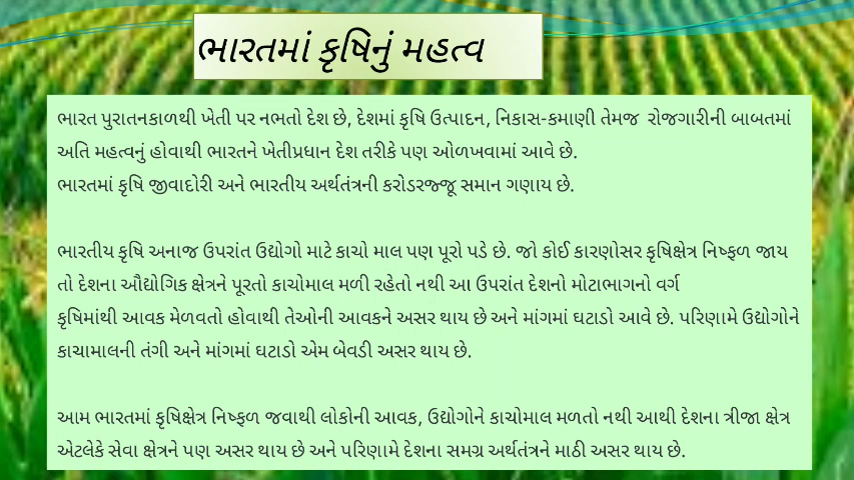 ભારતમાં કૃષિનું મહત્વ
ભારત પુરાતનકાળથી ખેતી પર નભતો દેશ છે, દેશમાં કૃષિ ઉત્પાદન, નિકાસ-કમાણી તેમજ રોજગારીની બાબતમાં
અતિ મહત્વનું હોવાથી ભારતને ખેતીપ્રધાન દેશ તરીકે પણ ઓળખવામાં આવે છે.
ભારતમાં કૃષિ જીવાદોરી અને ભારતીય અર્થતંત્રની કરોડરજ્જૂ સમાન ગણાય છે.
ભારતીય કૃષિ અનાજ ઉપરાંત ઉદ્યોગો માટે કાચો માલ પણ પૂરો પડે છે. જો કોઈ કારણોસર કૃષિક્ષેત્ર નિષ્ફળ જાય
તો દેશના ઔદ્યોગિક ક્ષેત્રને પૂરતો કાચોમાલ મળી રહેતો નથી આ ઉપરાંત દેશનો મોટાભાગનો વર્ગ
કૃષિમાંથી આવક મેળવતો હોવાથી તેઓની આવકને અસર થાય છે અને માંગમાં ઘટાડો આવે છે. પરિણામે ઉદ્યોગોને
કાચામાલની તંગી અને માંગમાં ઘટાડો એમ બેવડી અસર થાય છે.
આમ ભારતમાં કૃષિક્ષેત્ર નિષ્ફળ જવાથી લોકોની આવક, ઉદ્યોગોને કાચોમાલ મળતો નથી આથી દેશના ત્રીજા ક્ષેત્ર
એટલેકે સેવા ક્ષેત્રને પણ અસર થાય છે અને પરિણામે દેશના સમગ્ર અર્થતંત્રને માઠી અસર થાય છે.